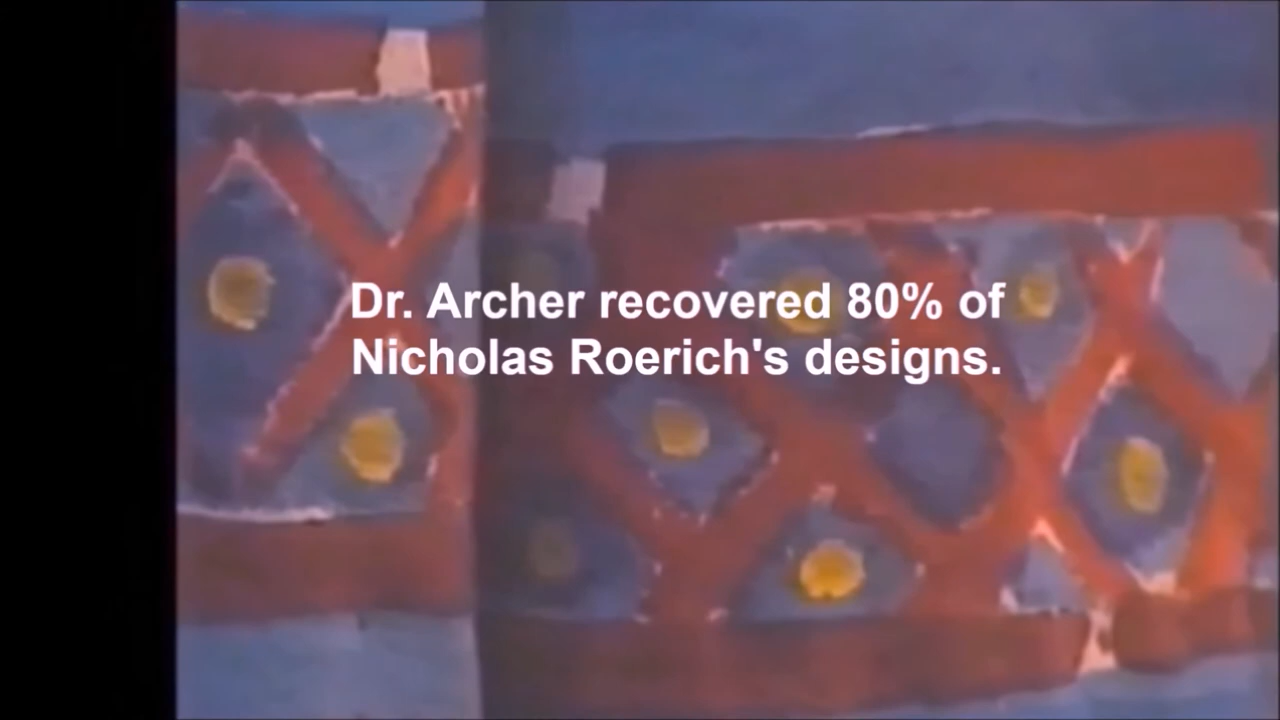 Dr. Archer recovered 80% of
Nicholas Roerich's designs.